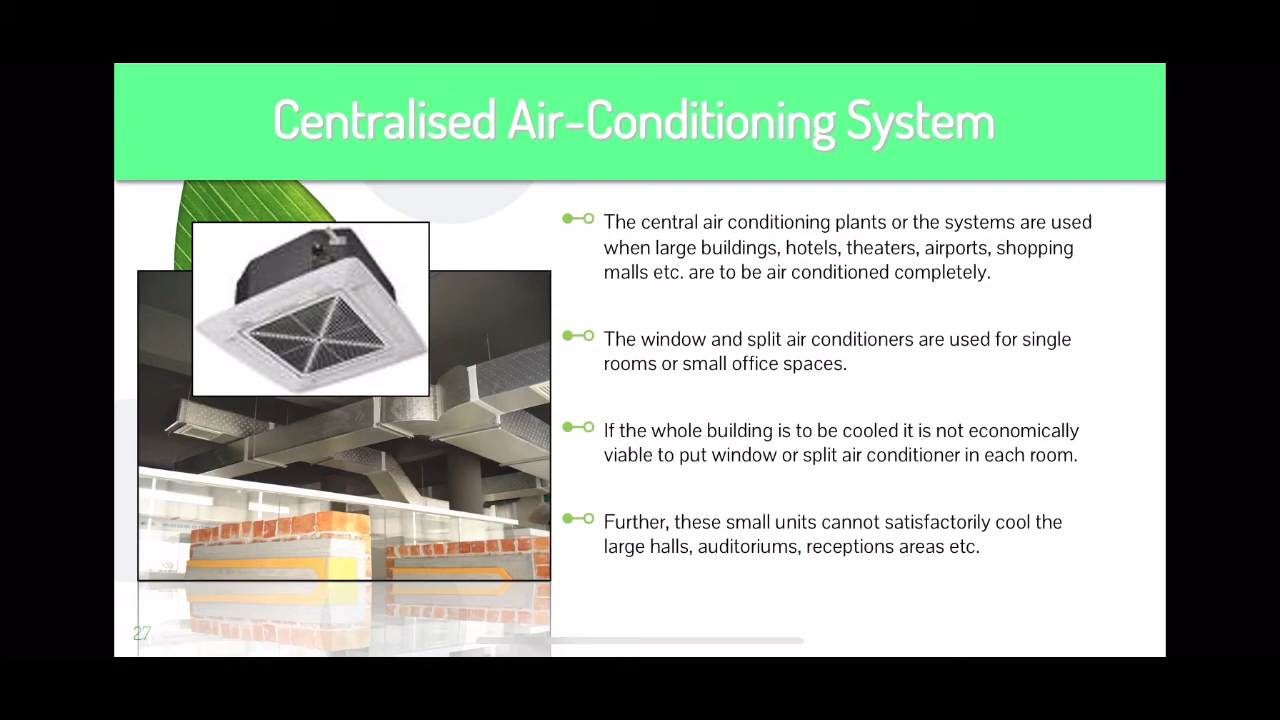 Centralised Air-Conditioning System
The central air conditioning plants or the systems are used
when large buildings, hotels, theaters, airports, shopping
malls etc. are to be air conditioned completely.
The window and split air conditioners are used for single
rooms or small office spaces.
If the whole building is to be cooled it is not economically
viable to put window or split air conditioner in each room.
Further, these small units cannot satisfactorily cool the
large halls, auditoriums, receptions areas etc.
27